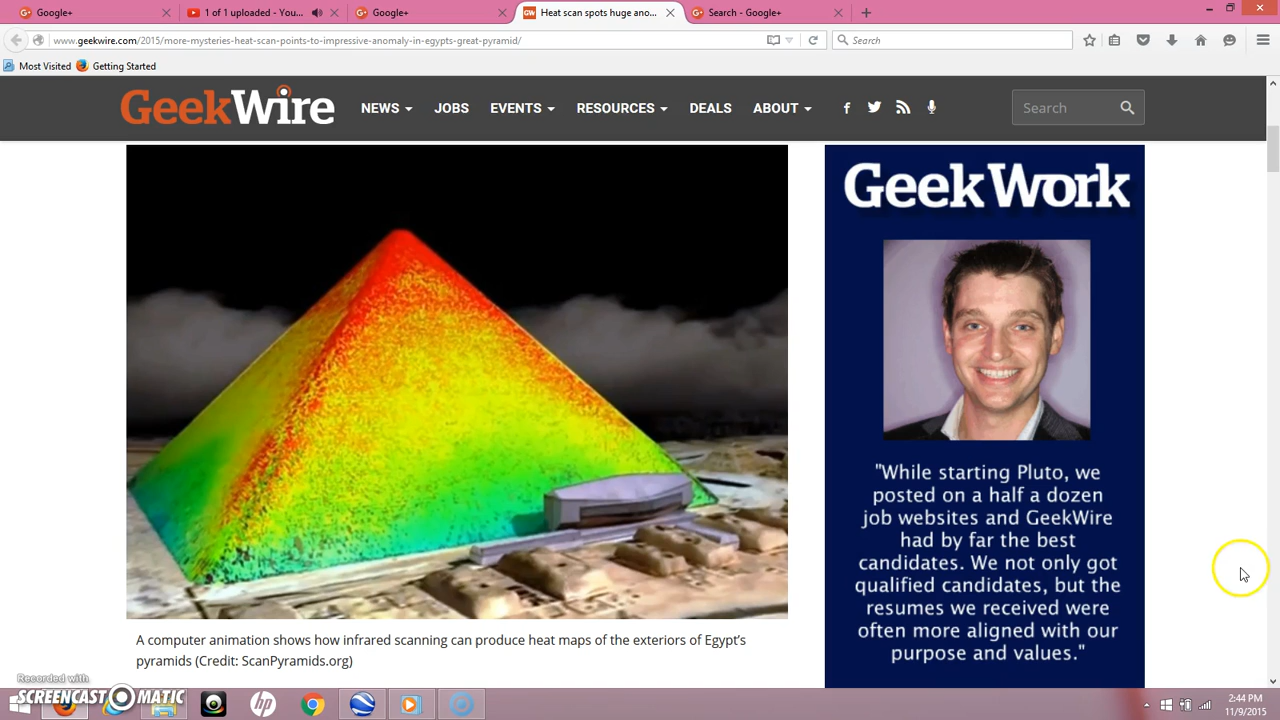 Google+
1 of 1 uploaded - You...
Google+
GW
Heat scan spots huge ano...
Search - Google+
www.geekwire.com/2015/more-mysteries-heat-scan-points-to-impressive-anomaly-in-egypts-great-pyramid/
Search
Most Visited
Getting Started
GeekWire
NEWS
JOBS
EVENTS
RESOURCES
DEALS
ABOUT
Search
GeekWork
"While starting Pluto, we
posted on a half a dozen
job websites and GeekWire
had by far the best
candidates. We not only got
qualified candidates, but the
resumes we received were
often more aligned with our
purpose and values."
A computer animation shows how infrared scanning can produce heat maps of the exteriors of Egypt's
pyramids (Credit: ScanPyramids.org)
Recorded with
SCREENCAST MATIC
hp
2:44 PM
11/9/2015